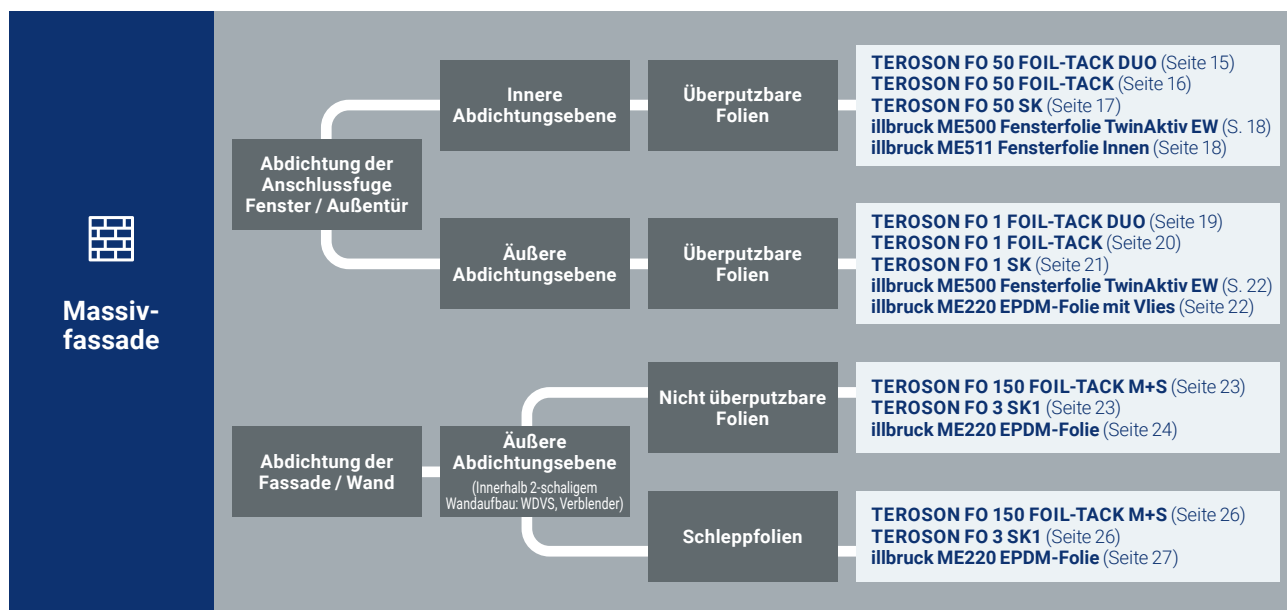 Massiv-
fassade
Abdichtung der
Anschlussfuge
Fenster / Außentür
Innere
Abdichtungsebene
Überputzbare
Folien
TEROSON FO 50 FOIL-TACK DUO (Seite 15)
TEROSON FO 50 FOIL-TACK (Seite 16)
TEROSON FO 50 SK (Seite 17)
illbruck ME500 Fensterfolie TwinAktiv EW (S. 18)
illbruck ME511 Fensterfolie Innen (Seite 18)
Äußere
Abdichtungsebene
Überputzbare
Folien
TEROSON FO 1 FOIL-TACK DUO (Seite 19)
TEROSON FO 1 FOIL-TACK (Seite 20)
TEROSON FO 1 SK (Seite 21)
illbruck ME500 Fensterfolie TwinAktiv EW (S. 22)
illbruck ME220 EPDM-Folie mit Vlies (Seite 22)
Abdichtung der
Fassade / Wand
Äußere
Abdichtungsebene
(Innerhalb 2-schaligem
Wandaufbau: WDVS, Verblender)
Nicht überputzbare
Folien
TEROSON FO 150 FOIL-TACK M+S (Seite 23)
TEROSON FO 3 SK1 (Seite 23)
illbruck ME220 EPDM-Folie (Seite 24)
Schleppfolien
TEROSON FO 150 FOIL-TACK M+S (Seite 26)
TEROSON FO 3 SK1 (Seite 26)
illbruck ME220 EPDM-Folie (Seite 27)